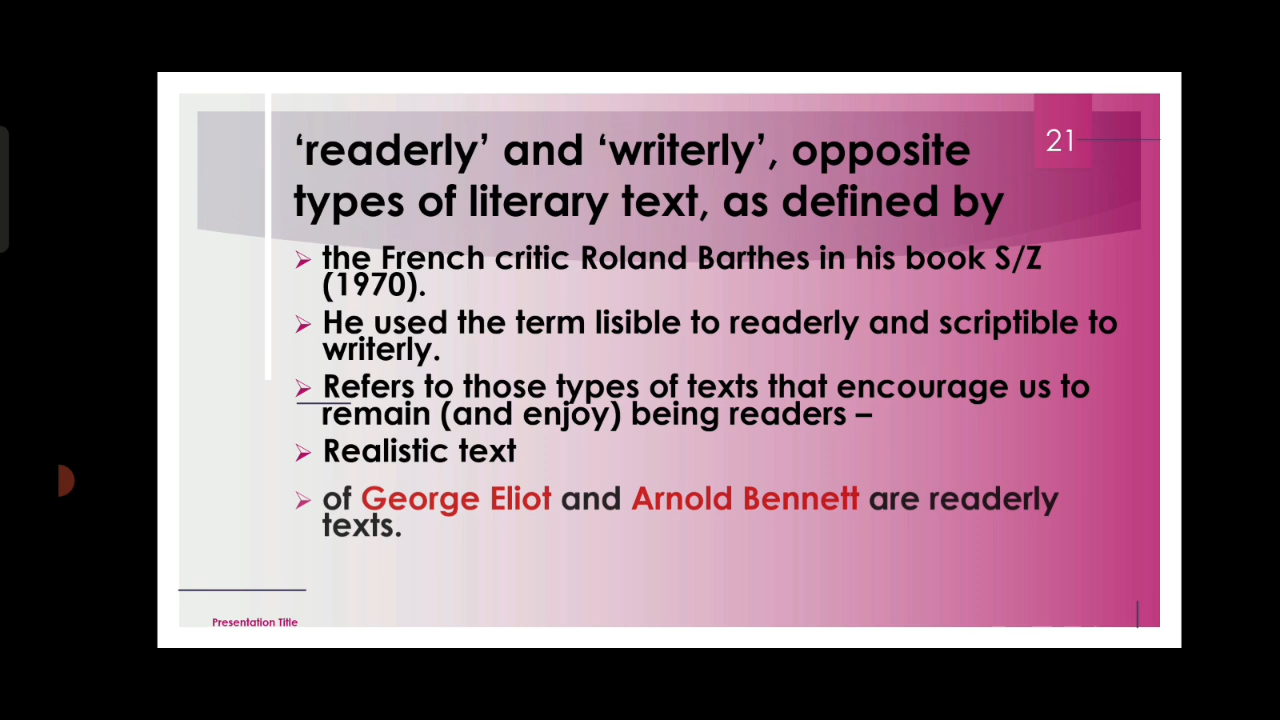 21
‘readerly’ and ‘writerly’, opposite
types of literary text, as defined by
➢ the French critic Roland Barthes in his book S/Z
(1970).
➢ He used the term lisible to readerly and scriptible to
writerly.
➢ Refers to those types of texts that encourage us to
remain (and enjoy) being readers –
➢ Realistic text
➢ of George Eliot and Arnold Bennett are readerly
texts.
Presentation Title